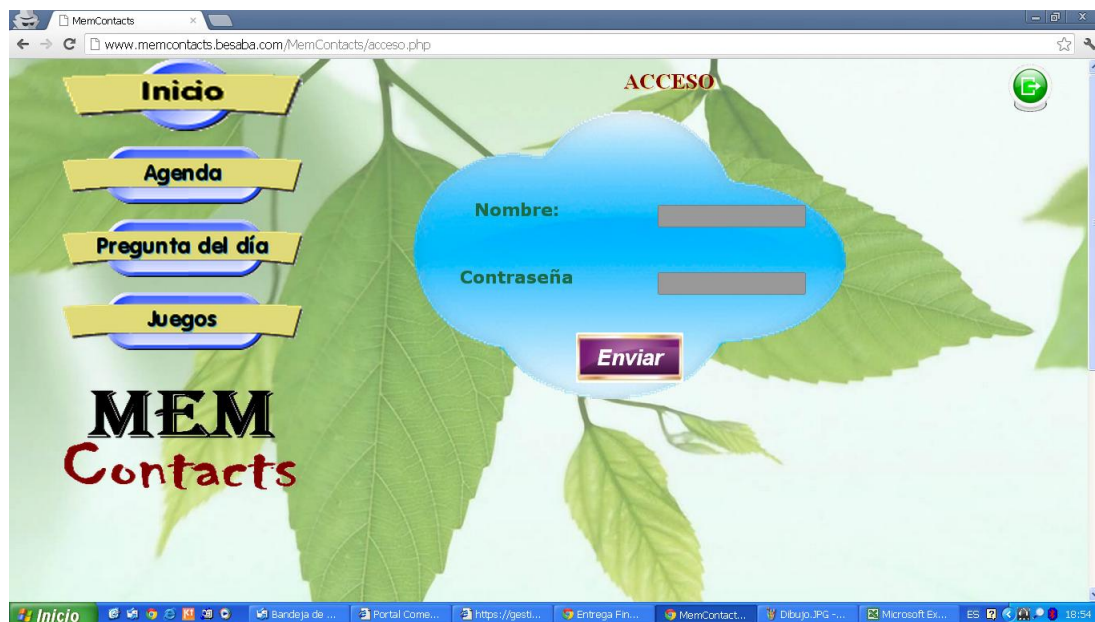 MemContacts
www.memcontacts.besaba.com/MemContacts/acceso.php
Inicio
Agenda
Pregunta del día
Juegos
MEM
Contacts
ACCESO
Nombre:
Contraseña
Enviar
Inicio
Bandeja de ...
Portal Come...
https://gesti...
Entrega Fin...
MemContact...
Dibujo.JPG -...
Microsoft Ex...
ES
18:54